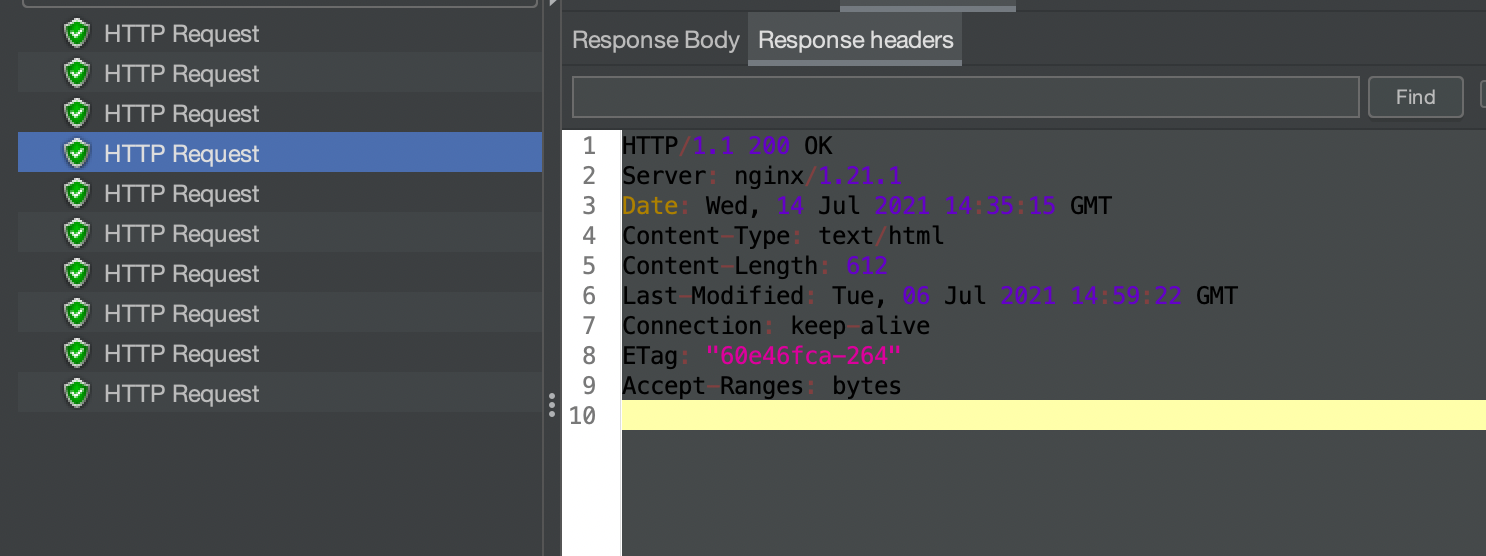 HTTP Request
HTTP Request
HTTP Request
HTTP Request
HTTP Request
HTTP Request
HTTP Request
HTTP Request
HTTP Request
HTTP Request
Response Body Response headers
Find
1 HTTP/1.1 200 OK
2 Server: nginx/1.21.1
3 Date: Wed, 14 Jul 2021 14:35:15 GMT
4 Content-Type: text/html
5 Content-Length: 612
6 Last-Modified: Tue, 06 Jul 2021 14:59:22 GMT
7 Connection: keep-alive
8 ETag: "60e46fca-264"
9 Accept-Ranges: bytes
10